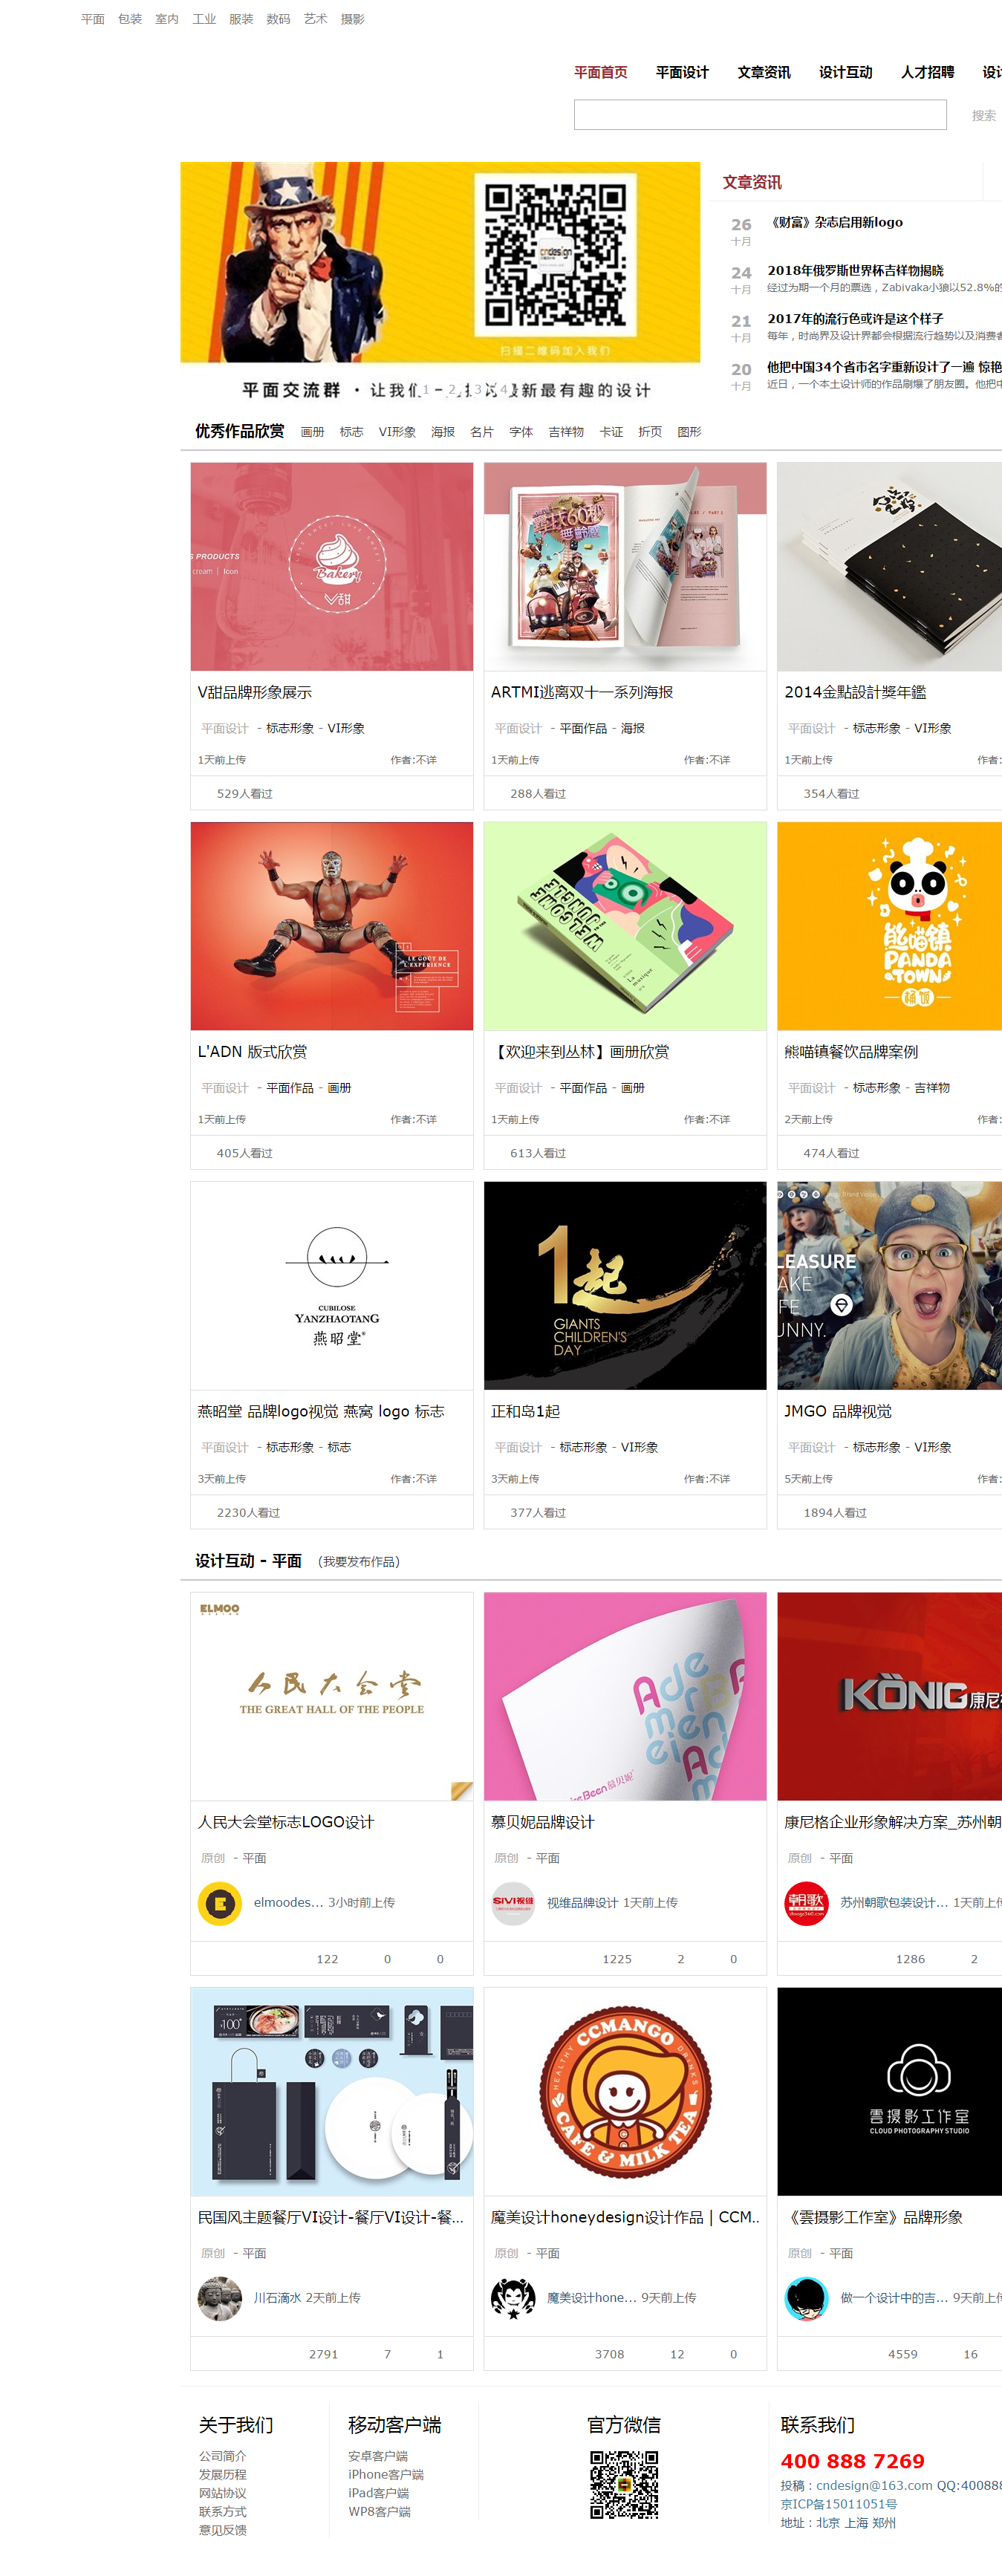 平面 包装 室内 工业 服装 数码 艺术 摄影
平面首页 平面设计 文章资讯 设计互动 人才招聘
搜索
cndesign
扫描二维码加入我们
平面交流群 · 让我们
1 2 3 4
新最有趣的设计
文章资讯
26 《财富》杂志启用新logo
十月
24 2018年俄罗斯世界杯吉祥物揭晓
十月 经过为期一个月的票选，Zabivaka小狼以52.8%的
21 2017年的流行色或许是这个样子
十月 每年，时尚界及设计界都会根据流行趋势以及消费者
20 他把中国34个省市名字重新设计了一遍 惊艳
十月 近日，一个本土设计师的作品刷爆了朋友圈。他把中
优秀作品欣赏 画册 标志 VI形象 海报 名片 字体 吉祥物 卡证 折页 图形
S PRODUCTS
cream | Icon
Bakery
V甜
V甜品牌形象展示
平面设计 - 标志形象 - VI形象
1天前上传 作者:不详
529人看过
ARTMI逃离双十一系列海报
平面设计 - 平面作品 - 海报
1天前上传 作者:不详
288人看过
2014金點設計獎年鑑
平面设计 - 标志形象 - VI形象
1天前上传 作者:
354人看过
LE GOUT DE
L'EXPERIENCE
L'ADN 版式欣赏
平面设计 - 平面作品 - 画册
1天前上传 作者:不详
405人看过
WELCOME
JUNGLE
La musique
【欢迎来到丛林】画册欣赏
平面设计 - 平面作品 - 画册
1天前上传 作者:不详
613人看过
熊喵镇
PANDA
TOWN
熊喵镇餐饮品牌案例
平面设计 - 标志形象 - 吉祥物
2天前上传 作者:
474人看过
CUBILOSE
YANZHAOTANG
燕昭堂®
燕昭堂 品牌logo视觉 燕窝 logo 标志
平面设计 - 标志形象 - 标志
3天前上传 作者:不详
2230人看过
1起
GIANTS
CHILDREN'S
DAY
正和岛1起
平面设计 - 标志形象 - VI形象
3天前上传 作者:不详
377人看过
LEASURE
AKE
FE
UNNY.
JMGO 品牌视觉
平面设计 - 标志形象 - VI形象
5天前上传 作者:
1894人看过
设计互动 - 平面 （我要发布作品）
ELMOO
人民大会堂
THE GREAT HALL OF THE PEOPLE
人民大会堂标志LOGO设计
原创 - 平面
elmoodes... 3小时前上传
122 0 0
慕贝妮®
慕贝妮品牌设计
原创 - 平面
SIVI视维
视维品牌设计 1天前上传
1225 2 0
KÖNIG 康尼
康尼格企业形象解决方案_苏州朝
原创 - 平面
朝歌
苏州朝歌包装设计... 1天前
1286 2
100
民国风主题餐厅VI设计-餐厅VI设计-餐...
原创 - 平面
川石滴水 2天前上传
2791 7 1
CCMANGO
HEALTHY DRINKS
CAFE & MILK TEA
魔美设计honeydesign设计作品 | CCM..
原创 - 平面
魔美设计hone... 9天前上传
3708 12 0
雲摄影工作室
CLOUD PHOTOGRAPHY STUDIO
《雲摄影工作室》品牌形象
原创 - 平面
做一个设计中的吉... 9天前
4559 16
关于我们
公司简介
发展历程
网站协议
联系方式
意见反馈
移动客户端
安卓客户端
iPhone客户端
iPad客户端
WP8客户端
官方微信
联系我们
400 888 7269
投稿：cndesign@163.com QQ:400888
京ICP备15011051号
地址：北京 上海 郑州